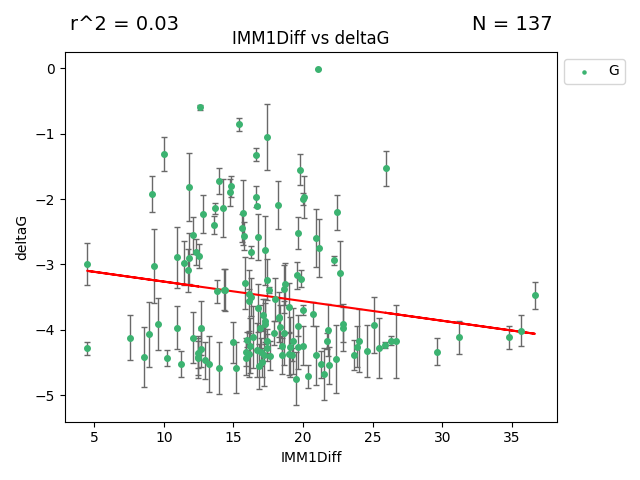 r^2 = 0.03 N = 137
IMM1Diff vs deltaG
G
deltaG
0
−1
−2
−3
−4
−5
5 10 15 20 25 30 35
IMM1Diff